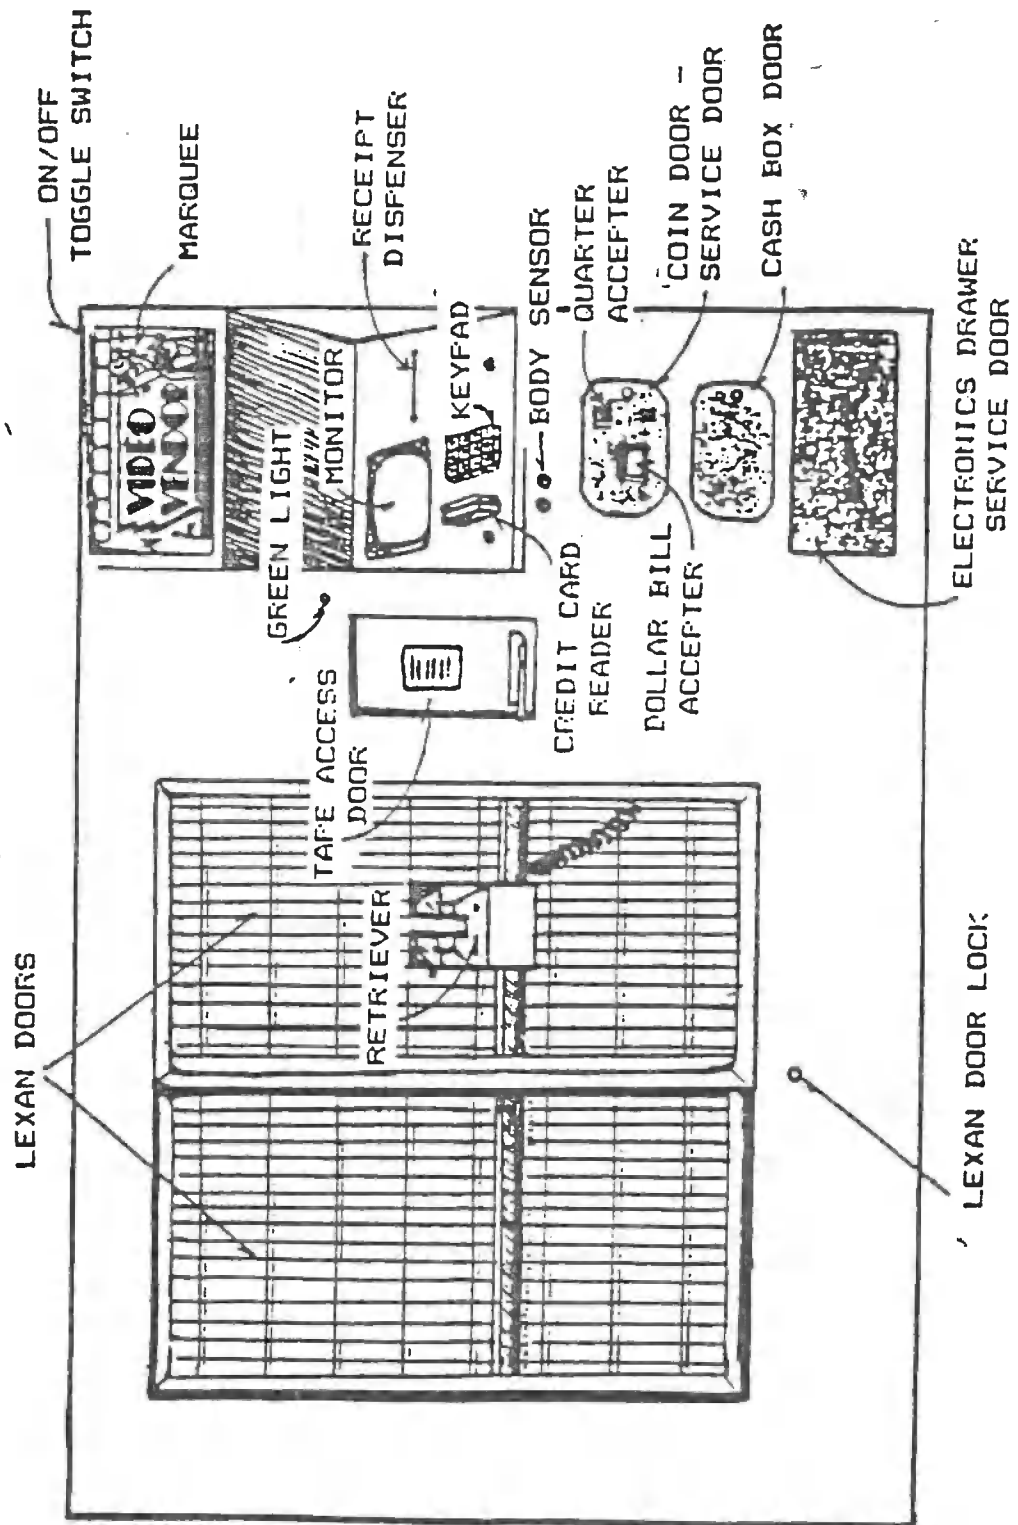 LEXAN DOORS
ON/OFF
TOGGLE SWITCH
MARQUEE
VIDEO
VENDOR
GREEN LIGHT
MONITOR
TAPE ACCESS
DOOR
RECEIPT
DISPENSER
RETRIEVER
KEYPAD
BODY SENSOR
CREDIT CARD
READER
QUARTER
ACCEPTER
DOLLAR BILL
ACCEPTER
COIN DOOR -
SERVICE DOOR
CASH BOX DOOR
ELECTRONICS DRAWER
SERVICE DOOR
LEXAN DOOR LOCK